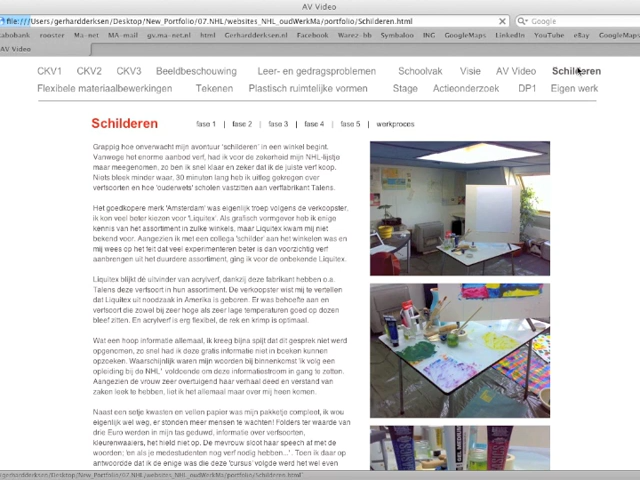 AV Video
file:///Users/gerhardderksen/Desktop/New_Portfolio/07.NHL/websites_NHL_oudWerkMa/portfolio/Schilderen.html
Google
Rabobank rooster Ma-net MA-mail gv.ma-net.nl html Gerhardderksen.nl Facebook Warez-bb Symbaloo ING GoogleMaps LinkedIn YouTube eBay GoogleMaps
AV Video
CKV1 CKV2 CKV3 Beeldbeschouwing Leer- en gedragsproblemen Schoolvak Visie AV Video Schilderen
Flexibele materiaalbewerkingen Tekenen Plastisch ruimtelijke vormen Stage Actieonderzoek DP1 Eigen werk
Schilderen fase 1 | fase 2 | fase 3 | fase 4 | fase 5 | werkproces
Grappig hoe onverwacht mijn avontuur 'schilderen' in een winkel begint.
Vanwege het enorme aanbod verf, had ik voor de zekerheid mijn NHL-lijstje
maar meegenomen, zo ben ik snel klaar en zeker dat ik de juiste verf koop.
Niets bleek minder waar, 30 minuten lang heb ik uitleg gekregen over
verfsoorten en hoe 'ouderwets' scholen vastzitten aan verffabrikant Talens.
Het goedkopere merk 'Amsterdam' was eigenlijk troep volgens de verkoopster,
ik kon veel beter kiezen voor 'Liquitex'. Als grafisch vormgever heb ik enige
kennis van het assortiment in zulke winkels, maar Liquitex kwam mij niet
bekend voor. Aangezien ik met een collega 'schilder' aan het winkelen was en
mij wees op het feit dat veel experimenteren beter is dan voorzichtig verf
aanbrengen uit het duurdere assortiment, ging ik voor de onbekende Liquitex.
Liquitex blijkt dé uitvinder van acrylverf, dankzij deze fabrikant hebben o.a.
Talens deze verfsoort in hun assortiment. De verkoopster wist mij te vertellen
dat Liquitex uit noodzaak in Amerika is geboren. Er was behoefte aan en
verfsoort die zowel bij zeer hoge als zeer lage temperaturen goed op dozen
bleef zitten. En acrylverf is erg flexibel, de rek en krimp is optimaal.
Wat een hoop informatie allemaal, ik kreeg bijna spijt dat dit gesprek niet werd
opgenomen, zo snel had ik deze gratis informatie niet in boeken kunnen
opzoeken. Waarschijnlijk waren mijn woorden bij binnenkomst 'ik volg een
opleiding bij de NHL' voldoende om deze informatiestroom in gang te zetten.
Aangezien de vrouw zeer overtuigend haar verhaal deed en verstand van
zaken leek te hebben, liet ik het allemaal maar over mij heen komen.
Naast een setje kwasten en vellen papier was mijn pakketje compleet, ik wou
eigenlijk wel weg, er stonden meer mensen te wachten! Folders ter waarde van
drie Euro werden in mijn tas geduwd, informatie over verfsoorten,
kleurenwaaiers, het hield niet op. De mevrouw sloot haar speech af met de
woorden; 'en als je medestudenten nog verf nodig hebben...'. Toen ik daar op
antwoordde dat ik de enige was die deze 'cursus' volgde werd het wel even
gerhardderksen/Desktop/New_Portfolio/07.NHL/websites_NHL_oudWerkMa/portfolio/Schilderen.html"